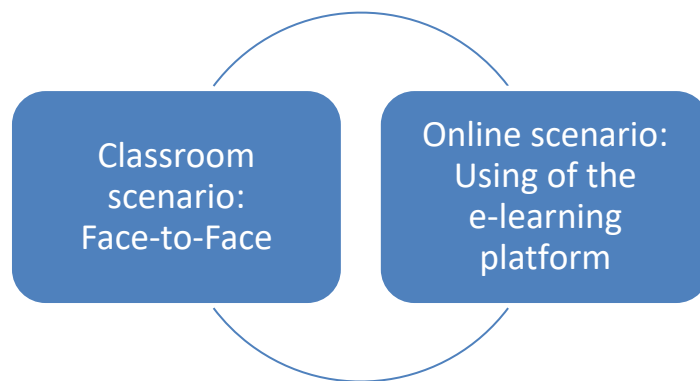 Classroom
scenario:
Face-to-Face
Online scenario:
Using of the
e-learning
platform